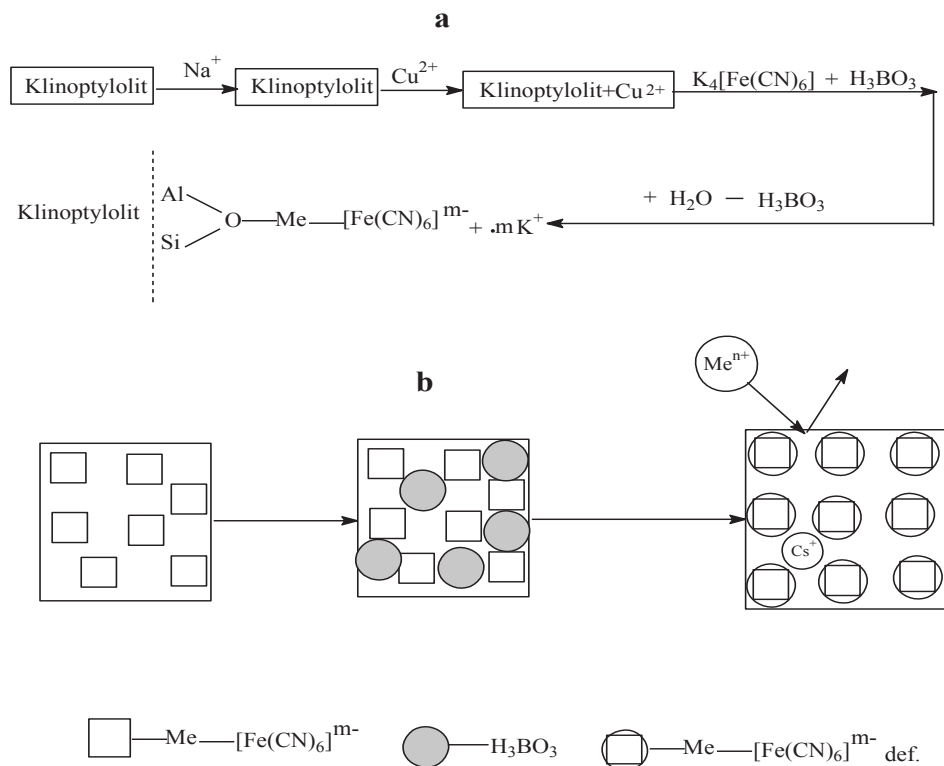 a
Klinoptylolit Na+ Klinoptylolit Cu2+ Klinoptylolit+Cu2+ K4[Fe(CN)6] + H3BO3
Klinoptylolit Al Si O—Me—[Fe(CN)6]m- + .mK+ + H2O − H3BO3
b
Men+
Cs+
Me—[Fe(CN)6]m- H3BO3 Me—[Fe(CN)6]m- def.